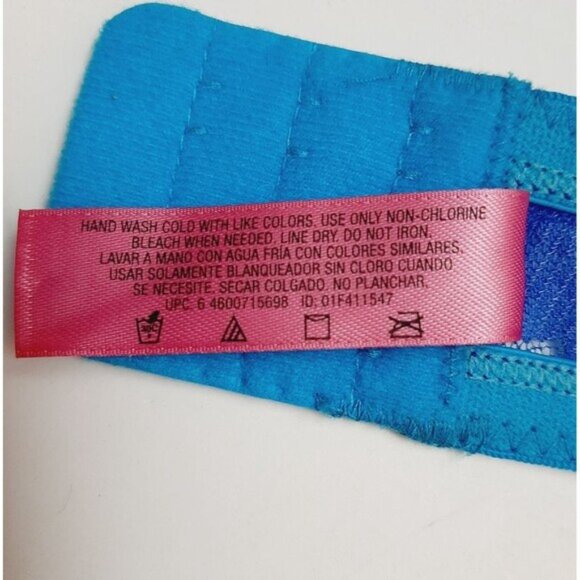 HAND WASH COLD WITH LIKE COLORS. USE ONLY NON-CHLORINE
BLEACH WHEN NEEDED. LINE DRY. DO NOT IRON.
LAVAR A MANO CON AGUA FRÍA CON COLORES SIMILARES.
USAR SOLAMENTE BLANQUEADOR SIN CLORO CUANDO
SE NECESITE. SECAR COLGADO. NO PLANCHAR.
UPC: 6 4600715698 ID: 01F411547
30C